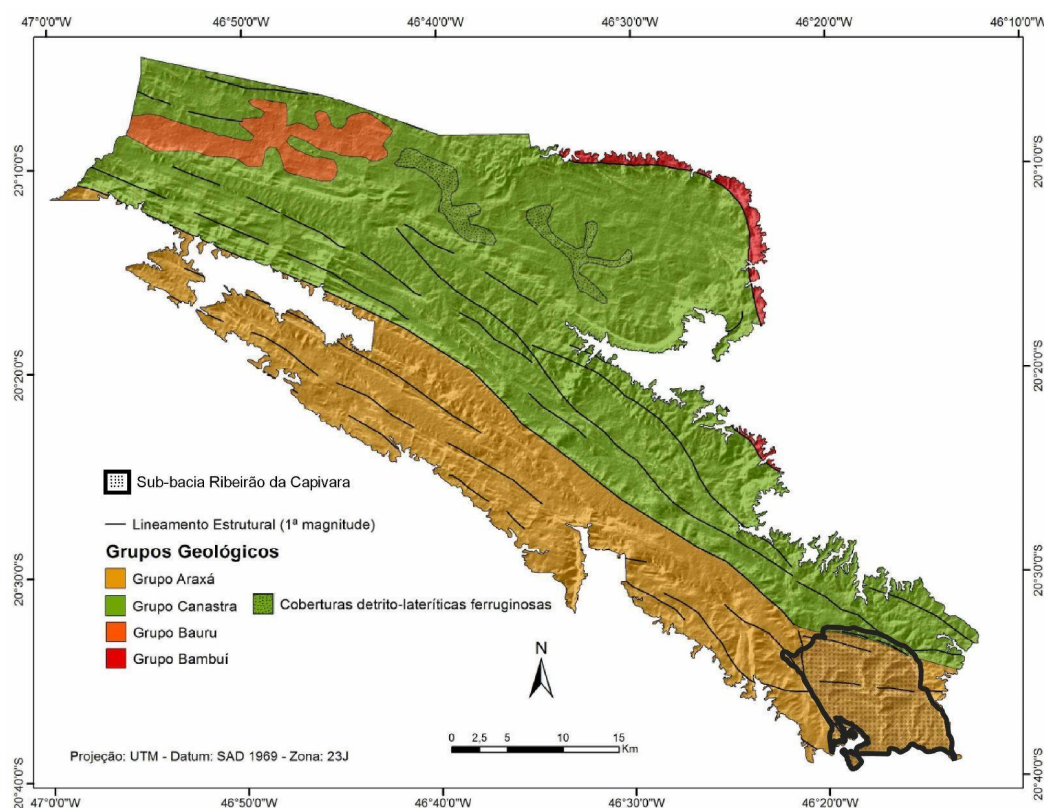 47°0'0"W 46°50'0"W 46°40'0"W 46°30'0"W 46°20'0"W 46°10'0"W
20°10'0"S
20°20'0"S
20°30'0"S
20°40'0"S
20°10'0"S
20°20'0"S
20°30'0"S
20°40'0"S
Sub-bacia Ribeirão da Capivara
Lineamento Estrutural (1ª magnitude)
Grupos Geológicos
Grupo Araxá
Grupo Canastra
Coberturas detrito-lateríticas ferruginosas
Grupo Bauru
Grupo Bambuí
N
0 2,5 5 10 15
Km
Projeção: UTM - Datum: SAD 1969 - Zona: 23J
47°0'0"W 46°50'0"W 46°40'0"W 46°30'0"W 46°20'0"W 46°10'0"W